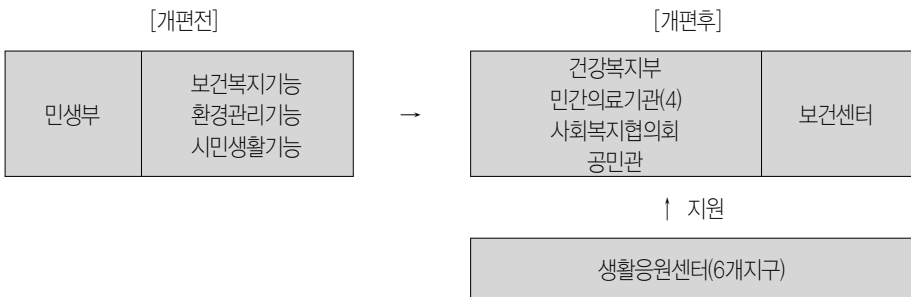 [개편전]
[개편후]
민생부
보건복지기능
환경관리기능
시민생활기능
→
건강복지부
민간의료기관(4)
사회복지협의회
공민관
보건센터
↑ 지원
생활응원센터(6개지구)